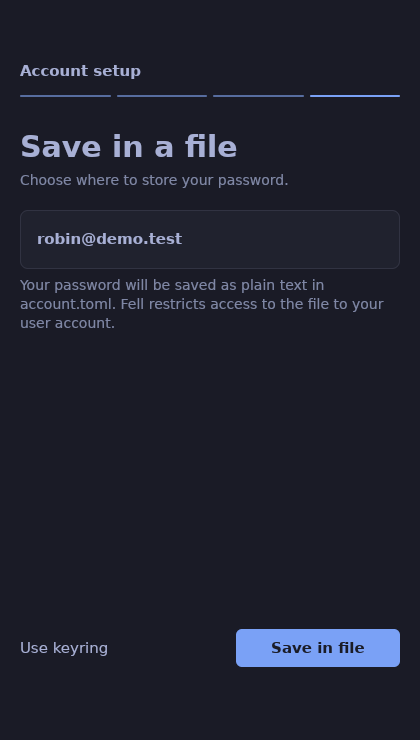 Account setup
Save in a file
Choose where to store your password.
robin@demo.test
Your password will be saved as plain text in
account.toml. Fell restricts access to the file to your
user account.
Use keyring
Save in file